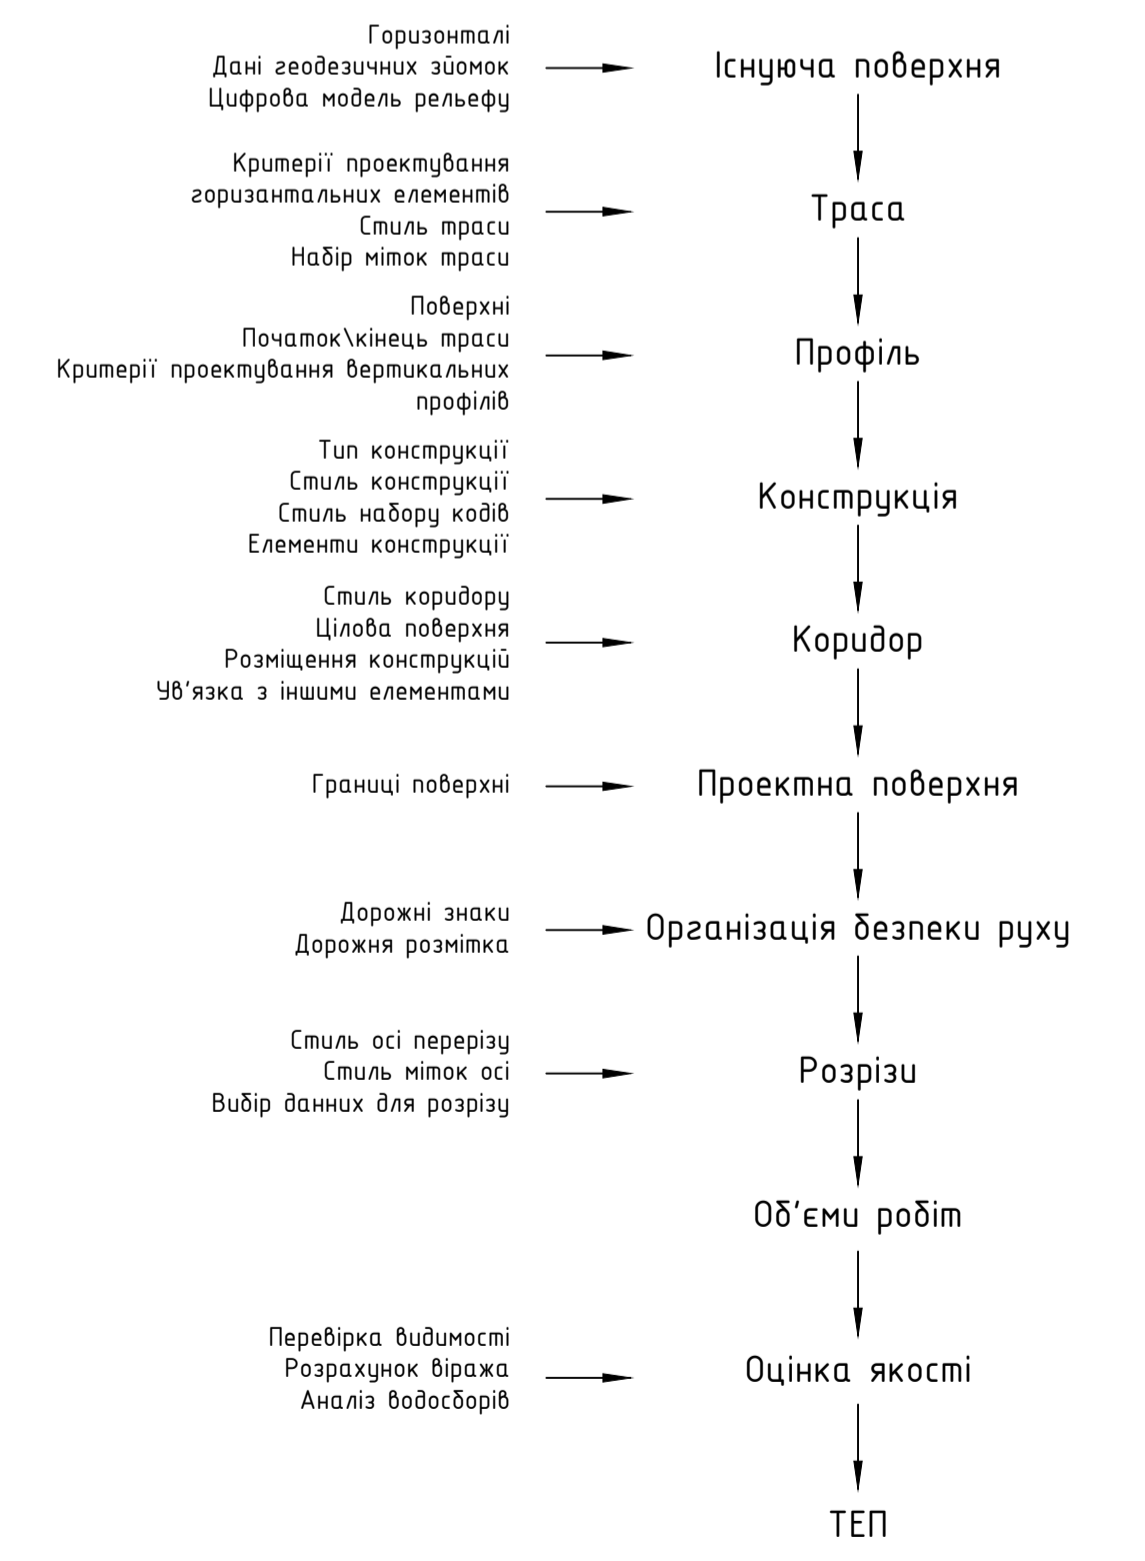 Горизонталі
Дані геодезичних зйомок
Цифрова модель рельефу
Існуюча поверхня
Критерії проектування
горизантальних елементів
Стиль траси
Набір міток траси
Траса
Поверхні
Початок\кінець траси
Критерії проектування вертикальних
профілів
Профіль
Тип конструкції
Стиль конструкції
Стиль набору кодів
Елементи конструкції
Конструкція
Стиль коридору
Цілова поверхня
Розміщення конструкцій
Ув'язка з іншими елементами
Коридор
Границі поверхні
Проектна поверхня
Дорожні знаки
Дорожня розмітка
Організація безпеки руху
Стиль осі перерізу
Стиль міток осі
Вибір данних для розрізу
Розрізи
Об'єми робіт
Перевірка видимості
Розрахунок віража
Аналіз водосборів
Оцінка якості
ТЕП